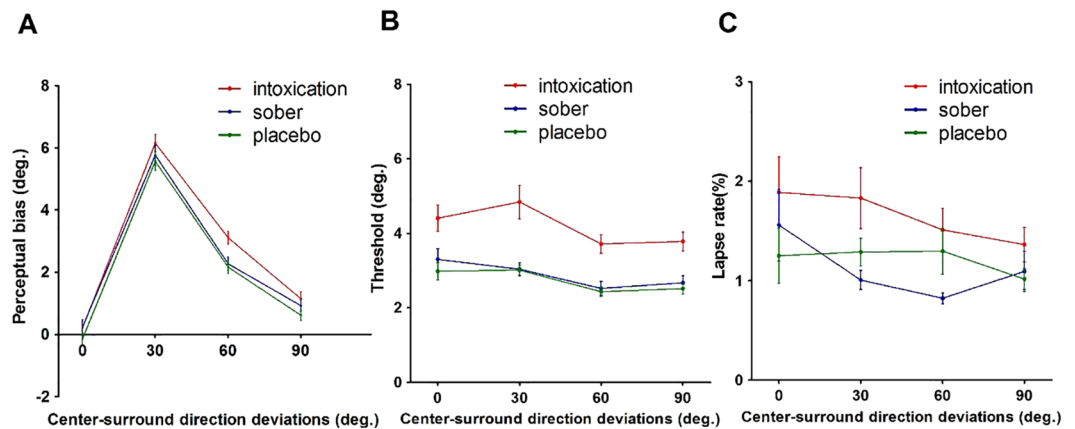 A
Perceptual bias (deg.)
8
6
4
2
0
-2
intoxication
sober
placebo
0 30 60 90
Center-surround direction deviations (deg.)
B
Threshold (deg.)
8
6
4
2
0
intoxication
sober
placebo
0 30 60 90
Center-surround direction deviations (deg.)
C
Lapse rate(%)
3
2
1
0
intoxication
sober
placebo
0 30 60 90
Center-surround direction deviations (deg.)